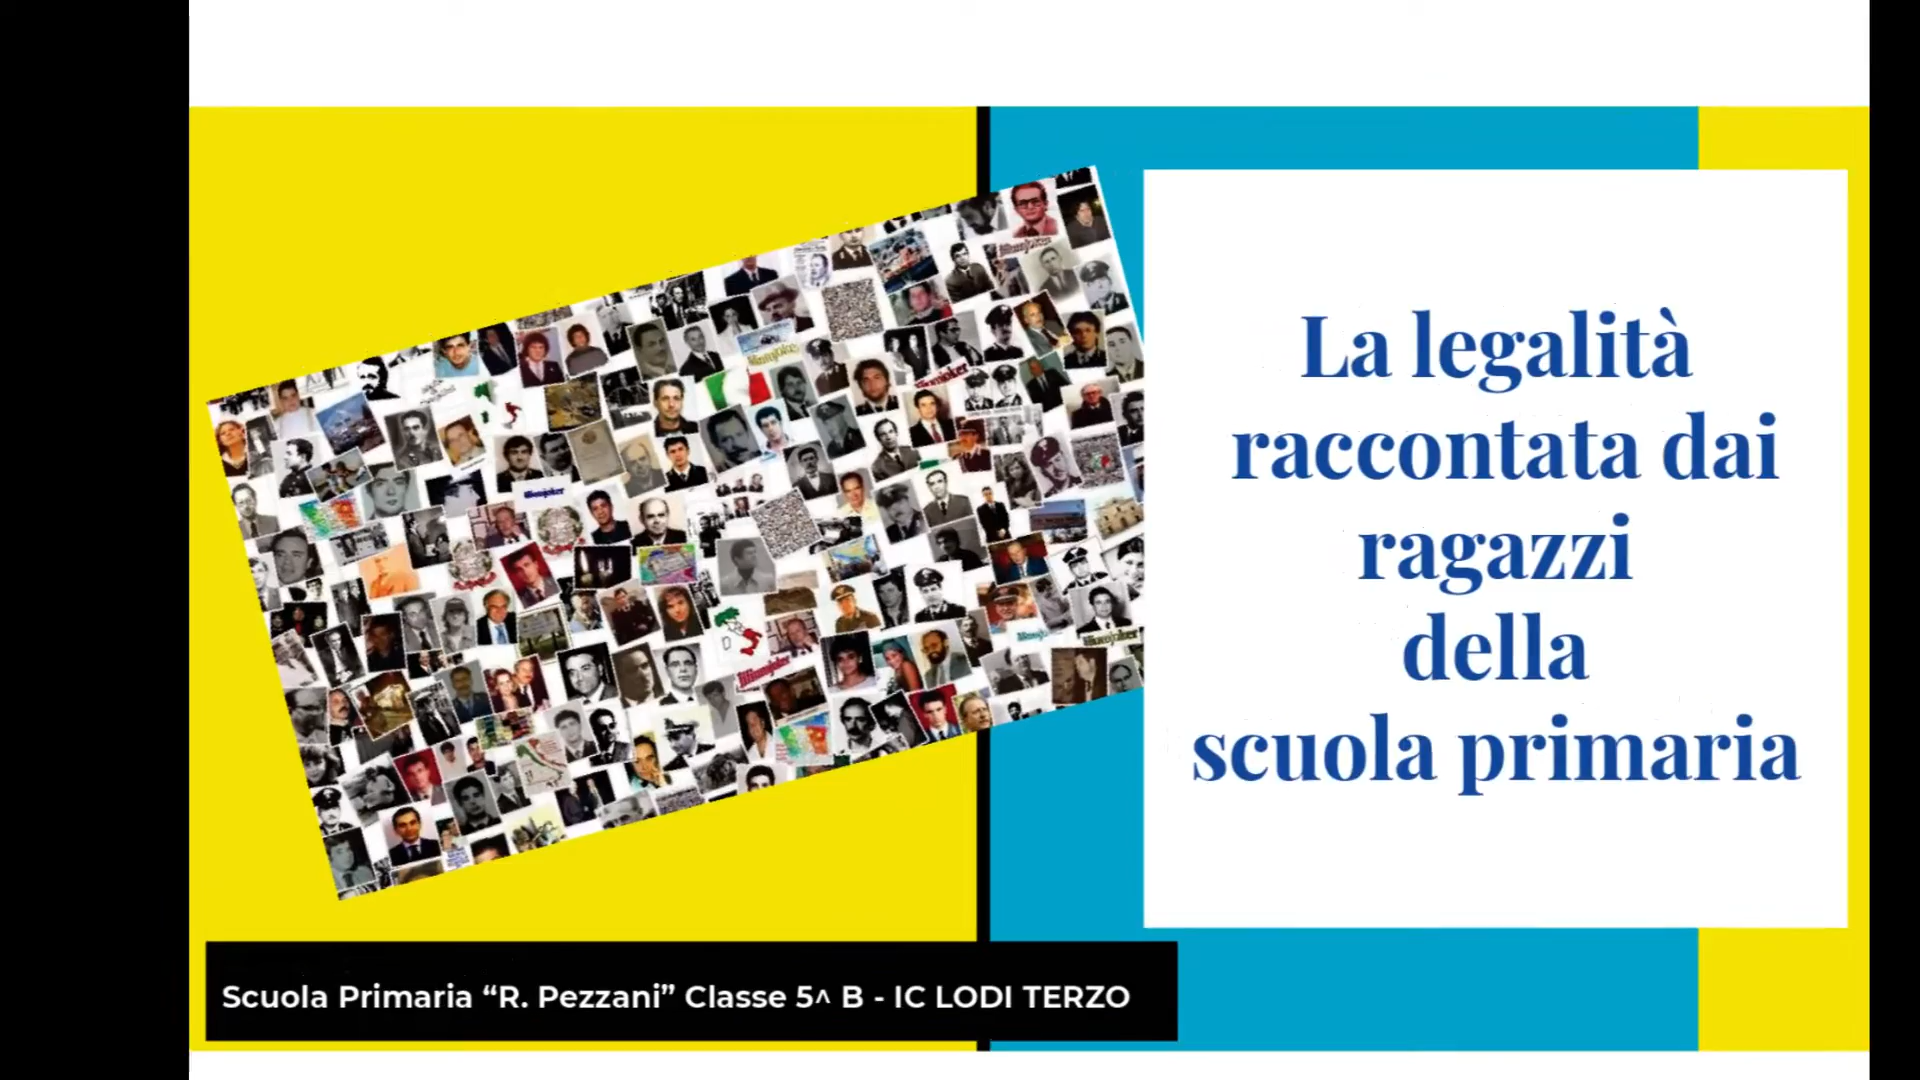 La legalità
raccontata dai
ragazzi
della
scuola primaria
Scuola Primaria “R. Pezzani” Classe 5^ B - IC LODI TERZO